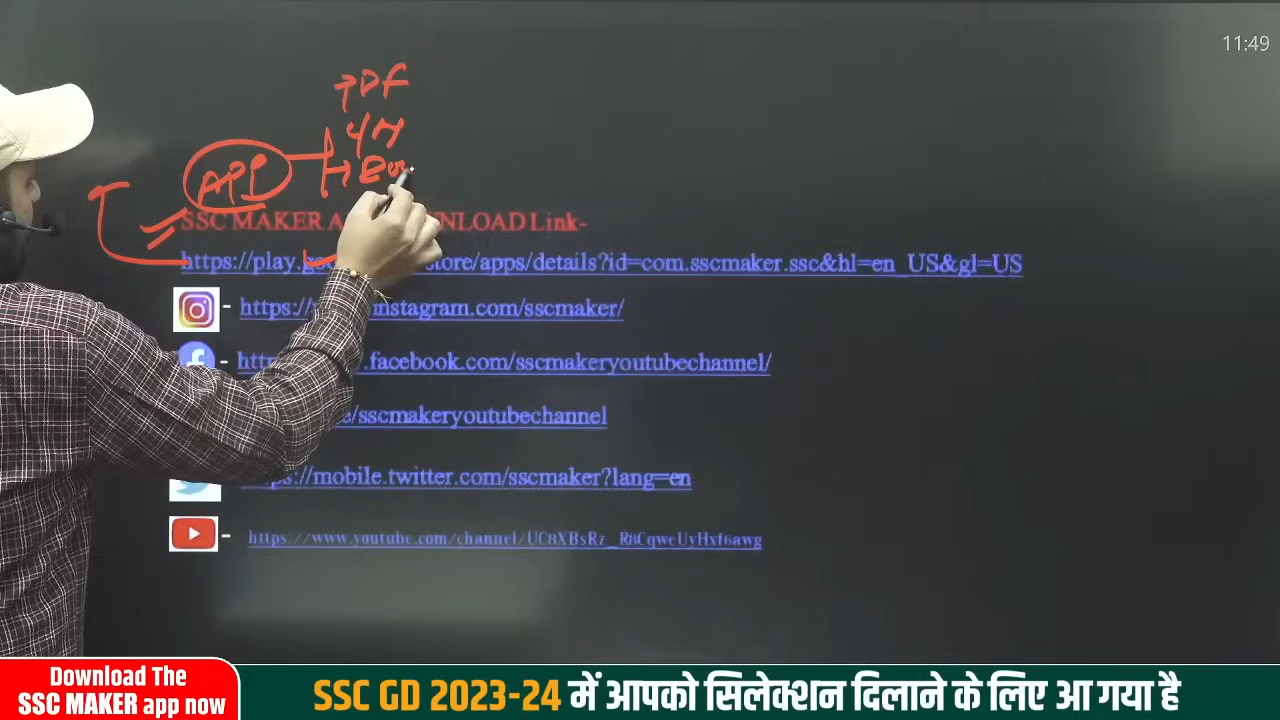 11:49
PDF
API
SSC MAKER A NLOAD Link-
https://play.go store/apps/details?id=com.sscmaker.ssc&hl=en_US&gl=US
- https:// instagram.com/sscmaker/
- http .facebook.com/sscmakeryoutubechannel/
e/sscmakeryoutubechannel
://mobile.twitter.com/sscmaker?lang=en
- https://www.youtube.com/channel/UC8XBsRz_R8CqweUyHxf6awg
Download The
SSC MAKER app now
SSC GD 2023-24 में आपको सिलेक्शन दिलाने के लिए आ गया है